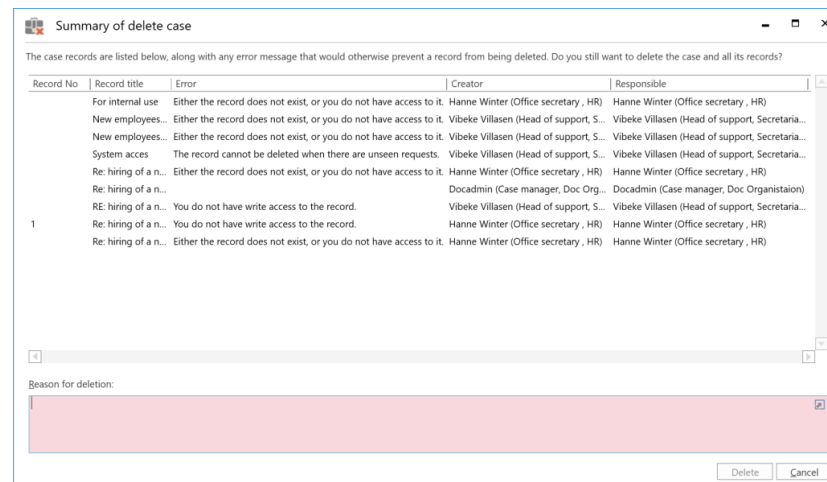 Summary of delete case
The case records are listed below, along with any error message that would otherwise prevent a record from being deleted. Do you still want to delete the case and all its records?
Record No Record title Error Creator Responsible
For internal use Either the record does not exist, or you do not have access to it. Hanne Winter (Office secretary , HR) Hanne Winter (Office secretary , HR)
New employees... Either the record does not exist, or you do not have access to it. Vibeke Villasen (Head of support, S... Vibeke Villasen (Head of support, Secretaria...
New employees... Either the record does not exist, or you do not have access to it. Vibeke Villasen (Head of support, S... Vibeke Villasen (Head of support, Secretaria...
System acces The record cannot be deleted when there are unseen requests. Vibeke Villasen (Head of support, S... Vibeke Villasen (Head of support, Secretaria...
Re: hiring of a n... Either the record does not exist, or you do not have access to it. Hanne Winter (Office secretary , HR) Hanne Winter (Office secretary , HR)
Re: hiring of a n... Docadmin (Case manager, Doc Org... Docadmin (Case manager, Doc Organistaion)
RE: hiring of a n... You do not have write access to the record. Vibeke Villasen (Head of support, S... Vibeke Villasen (Head of support, Secretaria...
1 Re: hiring of a n... You do not have write access to the record. Hanne Winter (Office secretary , HR) Hanne Winter (Office secretary , HR)
Re: hiring of a n... Either the record does not exist, or you do not have access to it. Hanne Winter (Office secretary , HR) Hanne Winter (Office secretary , HR)
Reason for deletion:
Delete Cancel